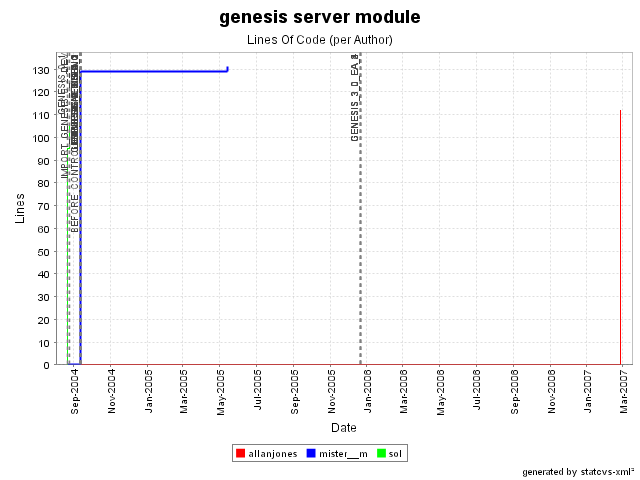 genesis server module
Lines Of Code (per Author)
Lines
130
120
110
100
90
80
70
60
50
40
30
20
10
0
GENESIS_3_0_EA_3
Sep-2004
Nov-2004
Jan-2005
Mar-2005
May-2005
Jul-2005
Sep-2005
Nov-2005
Jan-2006
Mar-2006
May-2006
Jul-2006
Sep-2006
Nov-2006
Jan-2007
Mar-2007
Date
allanjones
mister__m
sol
generated by statcvs-xml²